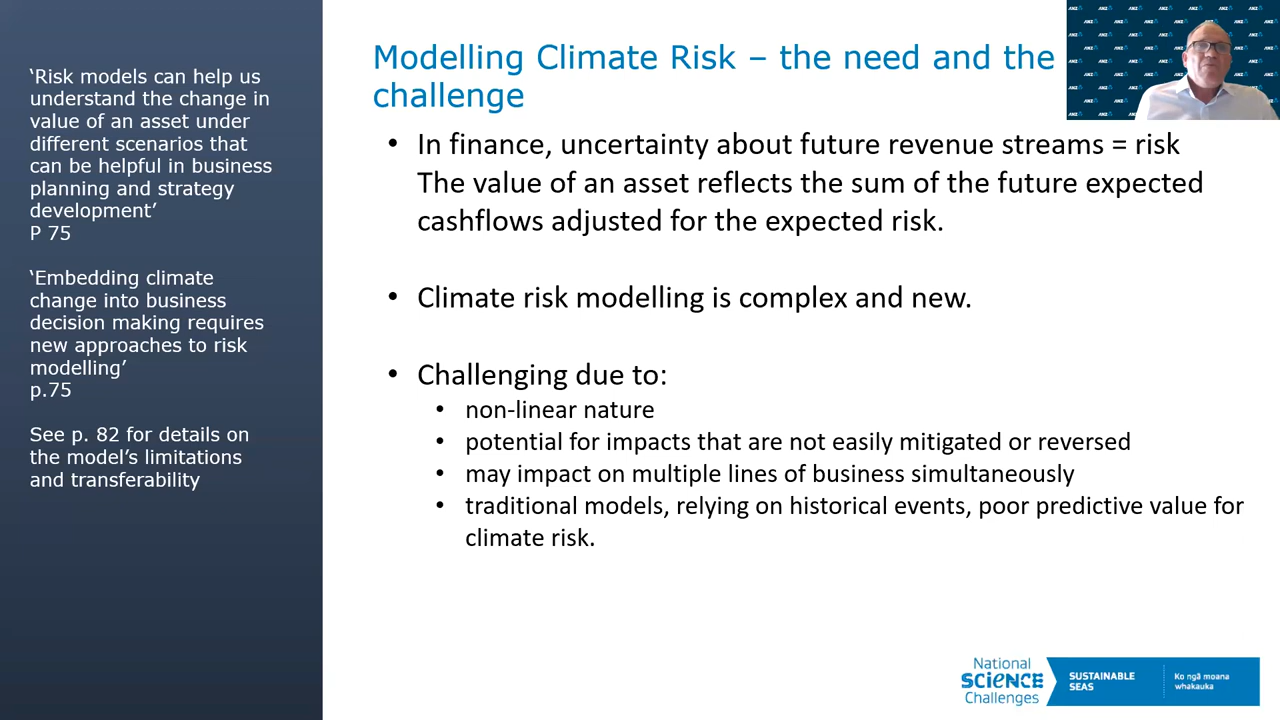 ‘Risk models can help us
understand the change in
value of an asset under
different scenarios that
can be helpful in business
planning and strategy
development’
P 75
‘Embedding climate
change into business
decision making requires
new approaches to risk
modelling’
p.75
See p. 82 for details on
the model’s limitations
and transferability
Modelling Climate Risk – the need and the
challenge
• In finance, uncertainty about future revenue streams = risk
The value of an asset reflects the sum of the future expected
cashflows adjusted for the expected risk.
• Climate risk modelling is complex and new.
• Challenging due to:
• non-linear nature
• potential for impacts that are not easily mitigated or reversed
• may impact on multiple lines of business simultaneously
• traditional models, relying on historical events, poor predictive value for
climate risk.
National
SCIENCE
Challenges
SUSTAINABLE
SEAS
Ko ngā moana
whakauka